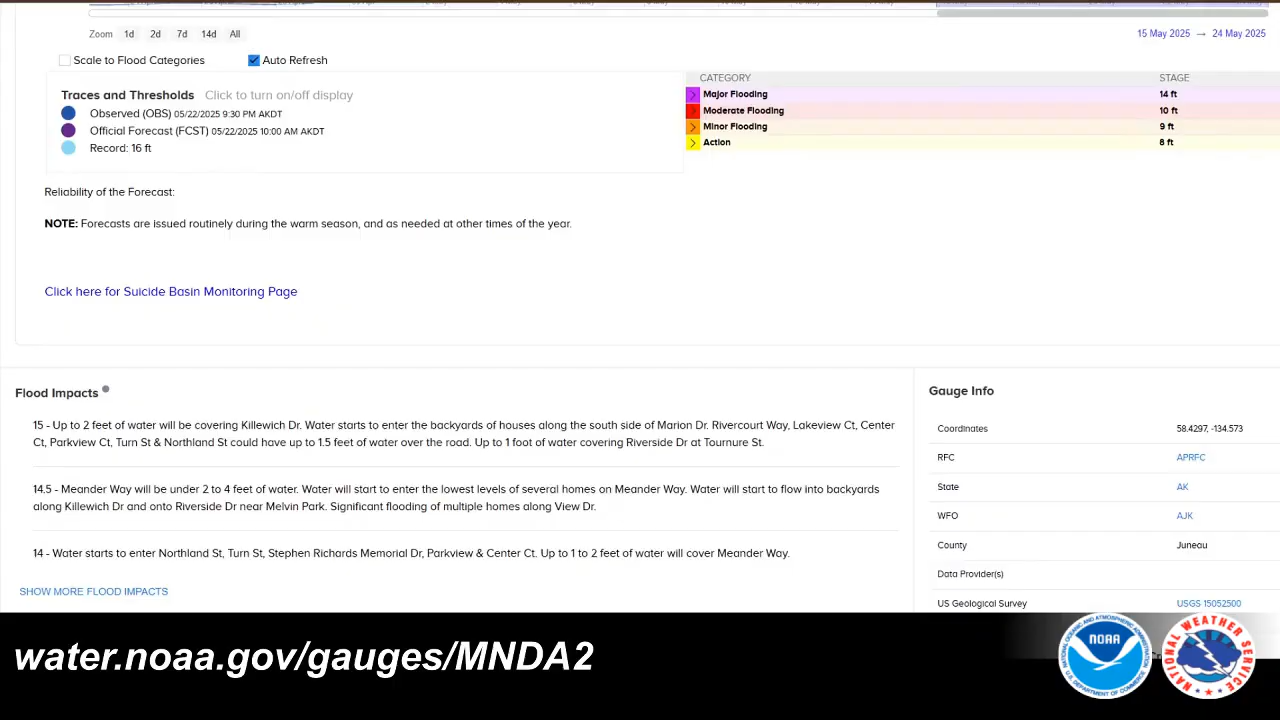 Zoom 1d 2d 7d 14d All
15 May 2025 → 24 May 2025
Scale to Flood Categories
Auto Refresh
Traces and Thresholds Click to turn on/off display
Observed (OBS) 05/22/2025 9:30 PM AKDT
Official Forecast (FCST) 05/22/2025 10:00 AM AKDT
Record: 16 ft
CATEGORY STAGE
Major Flooding 14 ft
Moderate Flooding 10 ft
Minor Flooding 9 ft
Action 8 ft
Reliability of the Forecast:
NOTE: Forecasts are issued routinely during the warm season, and as needed at other times of the year.
Click here for Suicide Basin Monitoring Page
Flood Impacts
15 - Up to 2 feet of water will be covering Killewich Dr. Water starts to enter the backyards of houses along the south side of Marion Dr. Rivercourt Way, Lakeview Ct, Center
Ct, Parkview Ct, Turn St & Northland St could have up to 1.5 feet of water over the road. Up to 1 foot of water covering Riverside Dr at Tournure St.
14.5 - Meander Way will be under 2 to 4 feet of water. Water will start to enter the lowest levels of several homes on Meander Way. Water will start to flow into backyards
along Killewich Dr and onto Riverside Dr near Melvin Park. Significant flooding of multiple homes along View Dr.
14 - Water starts to enter Northland St, Turn St, Stephen Richards Memorial Dr, Parkview & Center Ct. Up to 1 to 2 feet of water will cover Meander Way.
SHOW MORE FLOOD IMPACTS
Gauge Info
Coordinates 58.4297, -134.573
RFC APRFC
State AK
WFO AJK
County Juneau
Data Provider(s)
US Geological Survey USGS 15052500
water.noaa.gov/gauges/MNDA2
NATIONAL OCEANIC AND ATMOSPHERIC ADMINISTRATION
NOAA
U.S. DEPARTMENT OF COMMERCE
NATIONAL WEATHER SERVICE